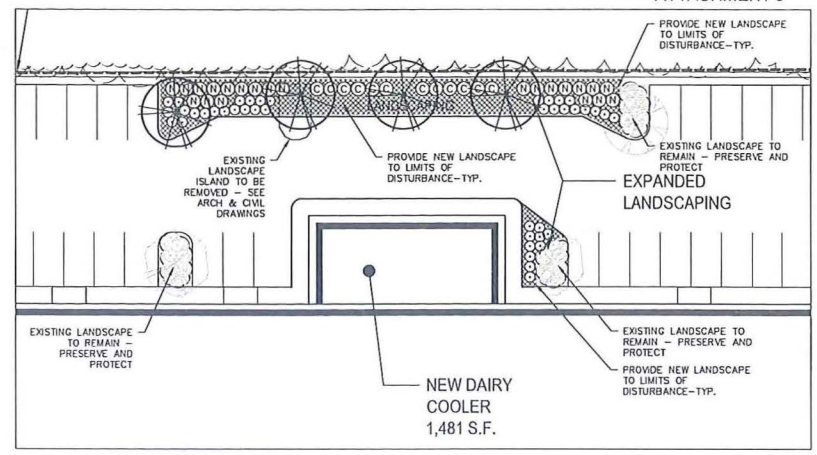 PROVIDE NEW LANDSCAPE
TO LIMITS OF
DISTURBANCE-TYP.
LANDSCAPING
EXISTING
LANDSCAPE
ISLAND TO BE
REMOVED - SEE
ARCH & CIVIL
DRAWINGS
PROVIDE NEW LANDSCAPE
TO LIMITS OF
DISTURBANCE-TYP.
EXISTING LANDSCAPE TO
REMAIN - PRESERVE AND
PROTECT
EXPANDED
LANDSCAPING
EXISTING LANDSCAPE
TO REMAIN -
PRESERVE AND
PROTECT
NEW DAIRY
COOLER
1,481 S.F.
EXISTING LANDSCAPE TO
REMAIN - PRESERVE AND
PROTECT
PROVIDE NEW LANDSCAPE
TO LIMITS OF
DISTURBANCE-TYP.